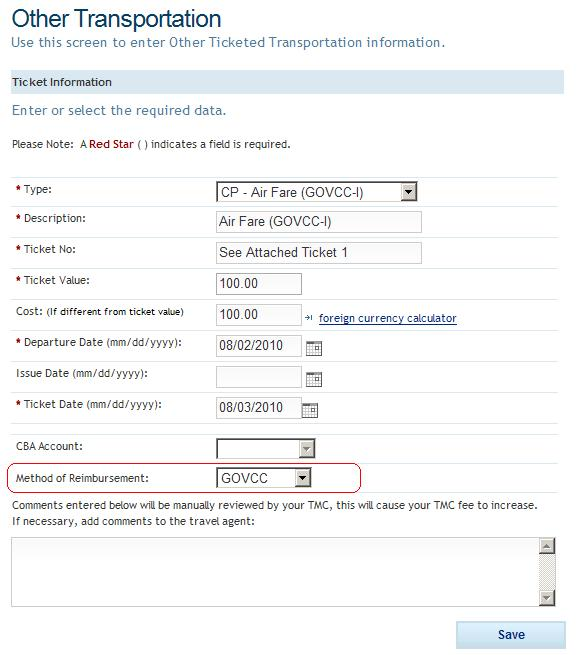 Other Transportation
Use this screen to enter Other Ticketed Transportation information.
Ticket Information
Enter or select the required data.
Please Note: A Red Star ( ) indicates a field is required.
* Type: CP - Air Fare (GOVCC-I)
* Description: Air Fare (GOVCC-I)
* Ticket No: See Attached Ticket 1
* Ticket Value: 100.00
Cost: (If different from ticket value) 100.00 foreign currency calculator
* Departure Date (mm/dd/yyyy): 08/02/2010
Issue Date (mm/dd/yyyy):
* Ticket Date (mm/dd/yyyy): 08/03/2010
CBA Account:
Method of Reimbursement: GOVCC
Comments entered below will be manually reviewed by your TMC, this will cause your TMC fee to increase.
If necessary, add comments to the travel agent:
Save